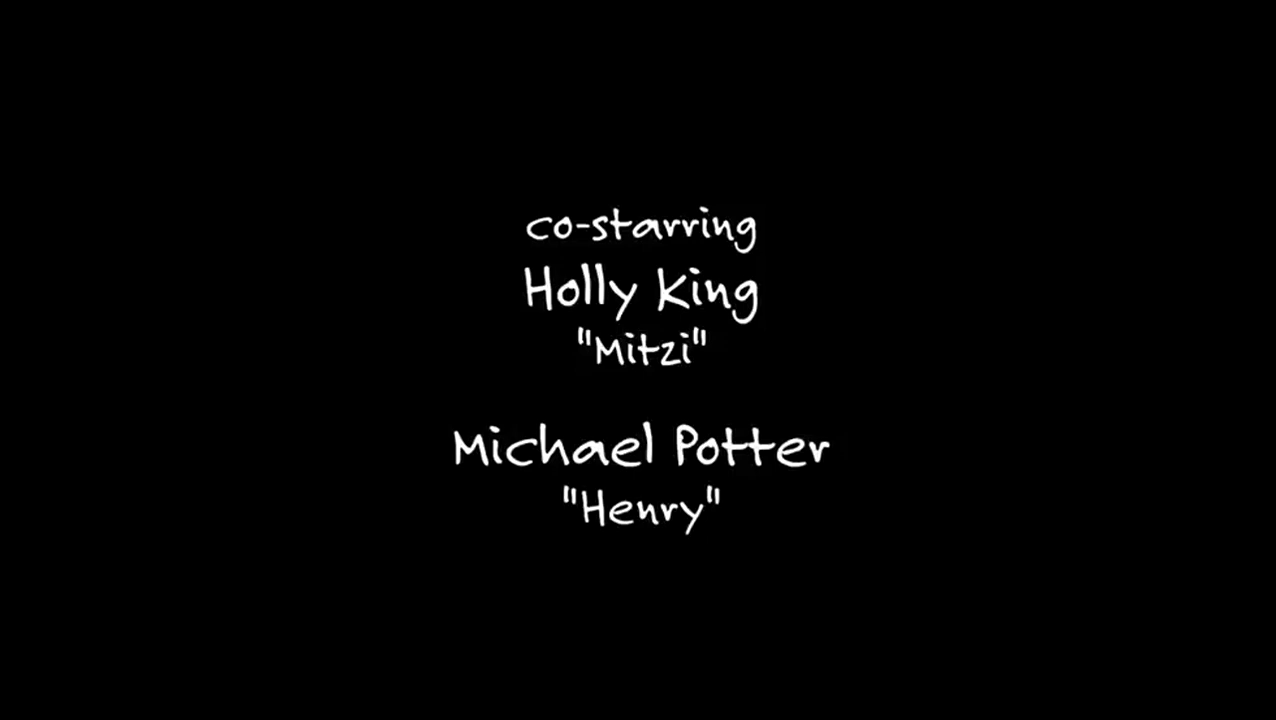 co-starring
Holly King
"Mitzi"
Michael Potter
"Henry"